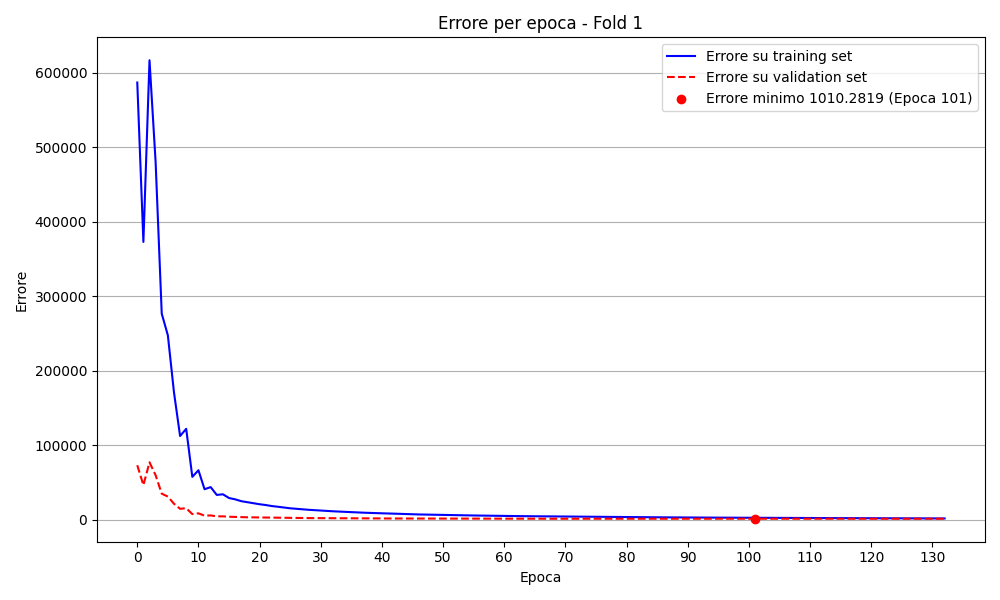 Errore per epoca - Fold 1
Errore su training set
Errore su validation set
Errore minimo 1010.2819 (Epoca 101)
Errore
600000
500000
400000
300000
200000
100000
0
0 10 20 30 40 50 60 70 80 90 100 110 120 130
Epoca